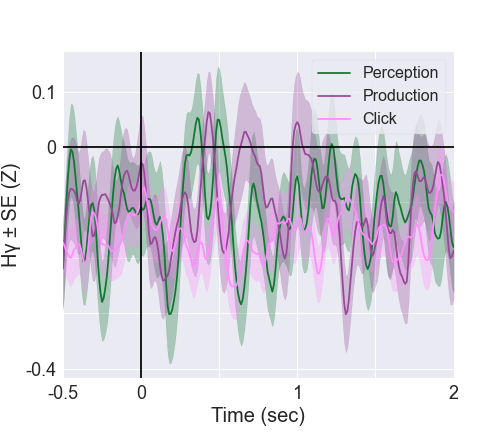 Perception
Production
Click
0.1
0
-0.4
Hγ ± SE (Z)
-0.5
0
1
2
Time (sec)